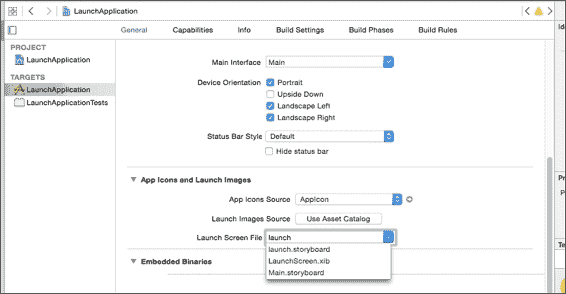 LaunchApplication
General Capabilities Info Build Settings Build Phases Build Rules
Ide
PROJECT
LaunchApplication
TARGETS
LaunchApplication
LaunchApplicationTests
Main Interface Main
Device Orientation Portrait
Upside Down
Landscape Left
Landscape Right
Status Bar Style Default
Hide status bar
App Icons and Launch Images
App Icons Source AppIcon
Launch Images Source Use Asset Catalog
Launch Screen File launch
launch.storyboard
LaunchScreen.xib
Main.storyboard
Embedded Binaries